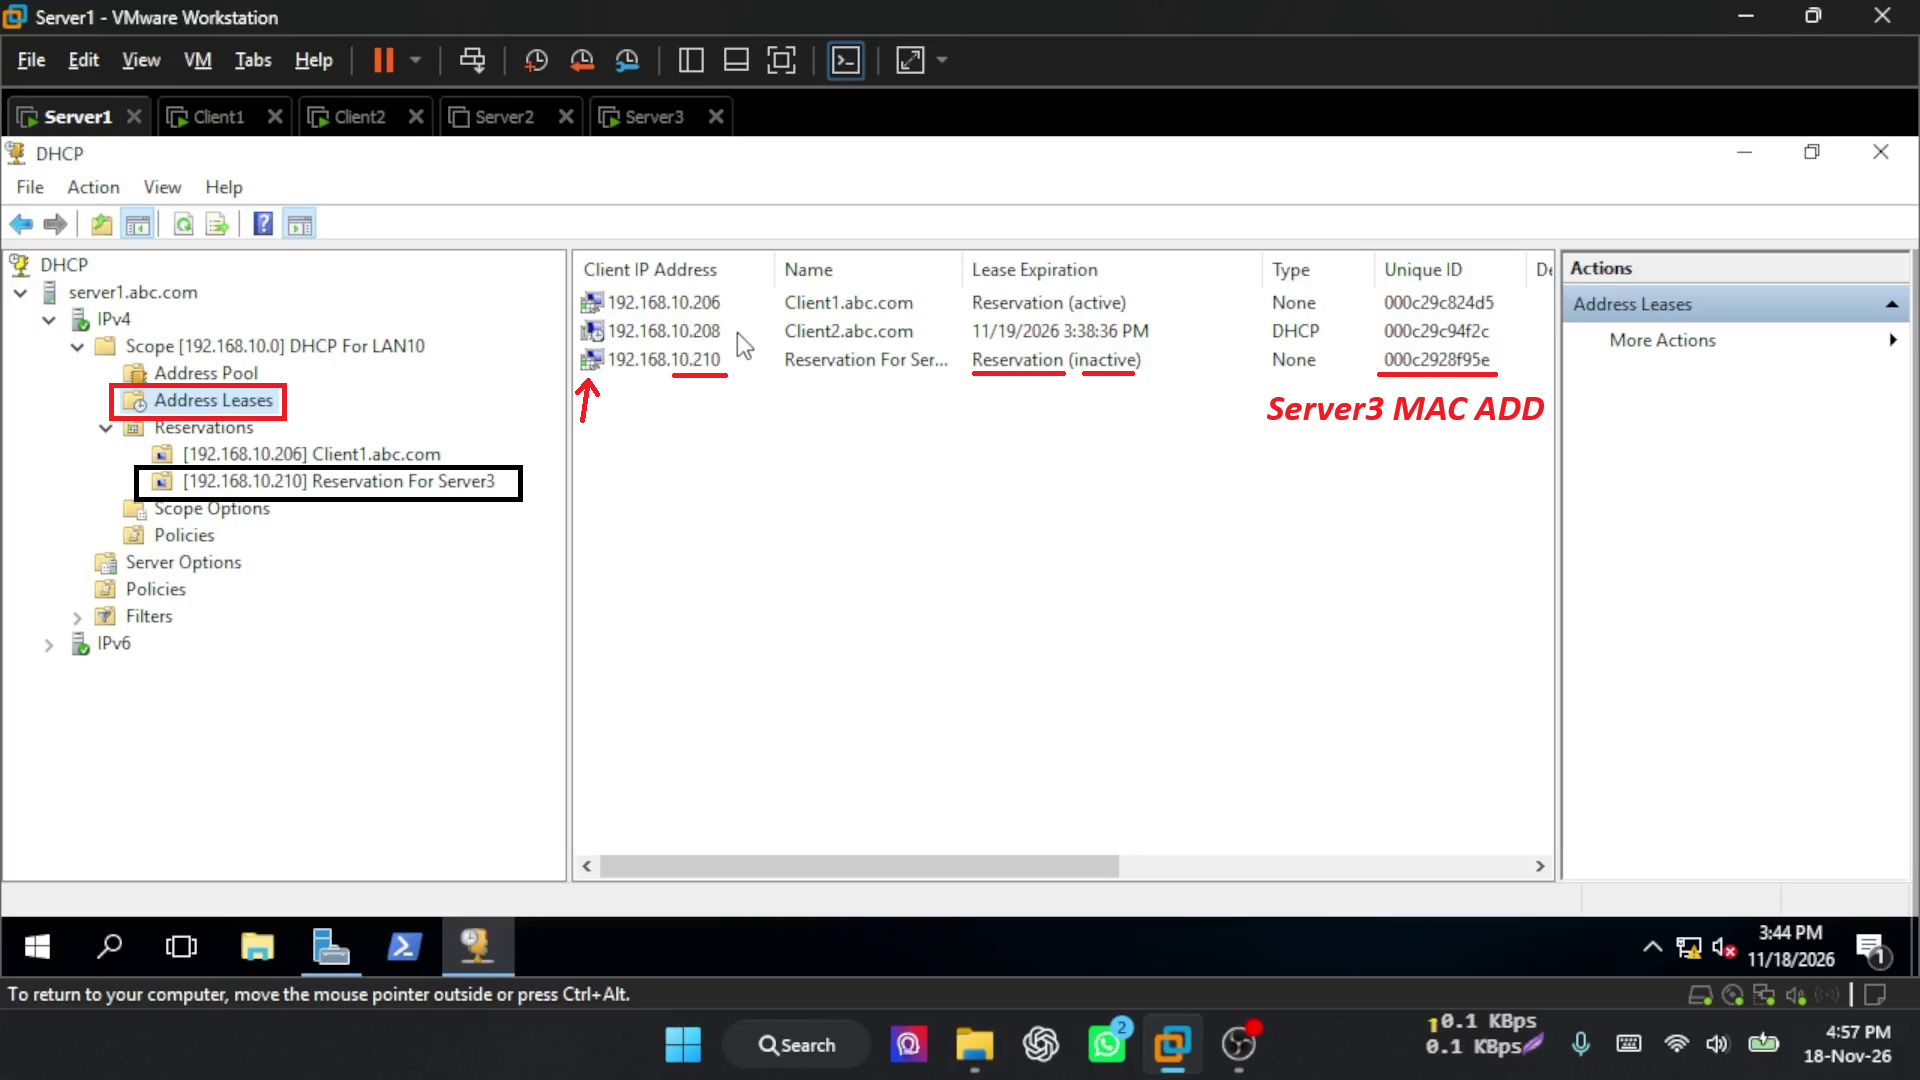 Server1 - VMware Workstation
File Edit View VM Tabs Help
Server1 Client1 Client2 Server2 Server3
DHCP
File Action View Help
DHCP
server1.abc.com
IPv4
Scope [192.168.10.0] DHCP For LAN10
Address Pool
Address Leases
Reservations
[192.168.10.206] Client1.abc.com
[192.168.10.210] Reservation For Server3
Scope Options
Policies
Server Options
Policies
Filters
IPv6
Client IP Address Name Lease Expiration Type Unique ID De
192.168.10.206 Client1.abc.com Reservation (active) None 000c29c824d5
192.168.10.208 Client2.abc.com 11/19/2026 3:38:36 PM DHCP 000c29c94f2c
192.168.10.210 Reservation For Ser... Reservation (inactive) None 000c2928f95e
Server3 MAC ADD
Actions
Address Leases
More Actions
3:44 PM
11/18/2026
1
To return to your computer, move the mouse pointer outside or press Ctrl+Alt.
Search
2
0.1 KBps
0.1 KBps
4:57 PM
18-Nov-26